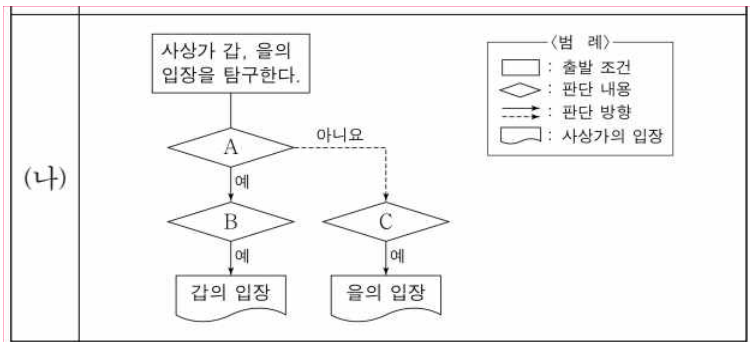 (나)
사상가 갑, 을의
입장을 탐구한다.
A
아니요
예
B
C
예
예
갑의 입장
을의 입장
〈범 례〉
: 출발 조건
: 판단 내용
: 판단 방향
: 사상가의 입장